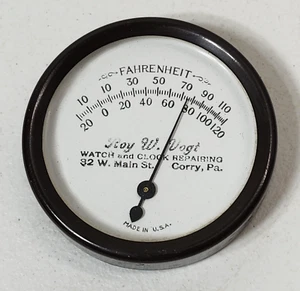 FAHRENHEIT
10 10 30 50 70 90 110
20 0 20 40 60 80 100 120
Roy W. Vogt
WATCH and CLOCK REPAIRING
32 W. Main St. Corry, Pa.
MADE IN U.S.A.